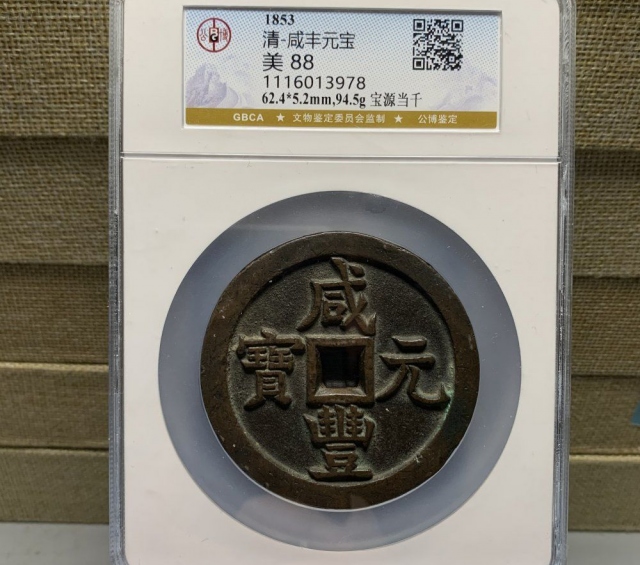 1853
清-咸丰元宝
美 88
1116013978
62.4*5.2mm,94.5g 宝源当千
GBCA ★ 文物鉴定委员会监制 ★ 公博鉴定
咸
寶 元
豐